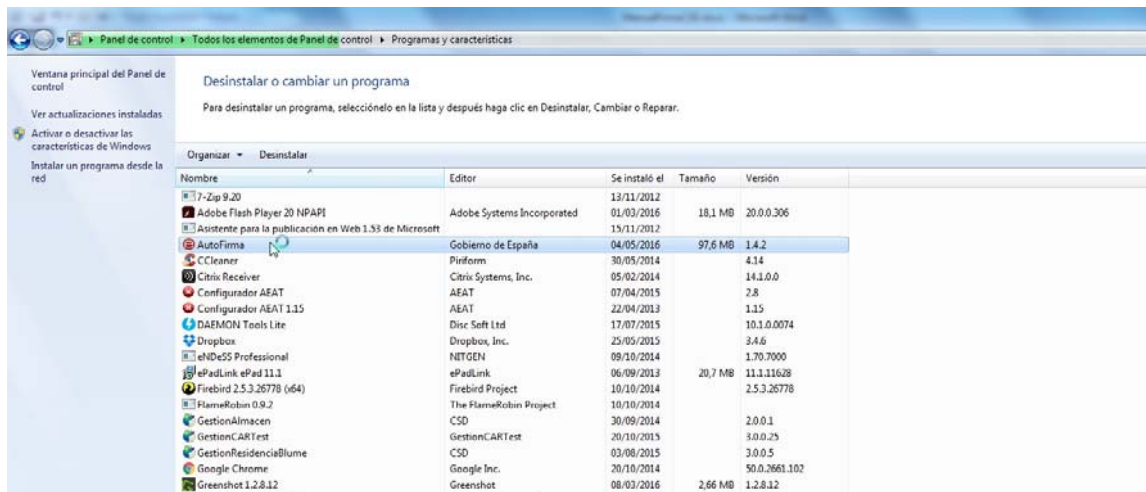 Panel de control ▸ Todos los elementos de Panel de control ▸ Programas y características
Ventana principal del Panel de control
Ver actualizaciones instaladas
Activar o desactivar las características de Windows
Instalar un programa desde la red
Desinstalar o cambiar un programa
Para desinstalar un programa, selecciónelo en la lista y después haga clic en Desinstalar, Cambiar o Reparar.
Organizar Desinstalar
Nombre Editor Se instaló el Tamaño Versión
7-Zip 9.20 13/11/2012
Adobe Flash Player 20 NPAPI Adobe Systems Incorporated 01/03/2016 18,1 MB 20.0.0.306
Asistente para la publicación en Web 1.53 de Microsoft 15/11/2012
AutoFirma Gobierno de España 04/05/2016 97,6 MB 1.4.2
CCleaner Piriform 30/05/2014 4.14
Citrix Receiver Citrix Systems, Inc. 05/02/2014 14.1.0.0
Configurador AEAT AEAT 07/04/2015 2.8
Configurador AEAT 1.15 AEAT 22/04/2013 1.15
DAEMON Tools Lite Disc Soft Ltd 17/07/2015 10.1.0.0074
Dropbox Dropbox, Inc. 25/05/2015 3.4.6
eNDeSS Professional NITGEN 09/10/2014 1.70.7000
ePadLink ePad 11.1 ePadLink 06/09/2013 20,7 MB 11.1.11628
Firebird 2.5.3.26778 (x64) Firebird Project 10/10/2014 2.5.3.26778
FlameRobin 0.9.2 The FlameRobin Project 10/10/2014
GestionAlmacen CSD 30/09/2014 2.0.0.1
GestionCARTest GestionCARTest 20/10/2015 3.0.0.25
GestionResidenciaBlume CSD 03/08/2015 3.0.0.5
Google Chrome Google Inc. 20/10/2014 50.0.2661.102
Greenshot 1.2.8.12 Greenshot 08/03/2016 2,66 MB 1.2.8.12